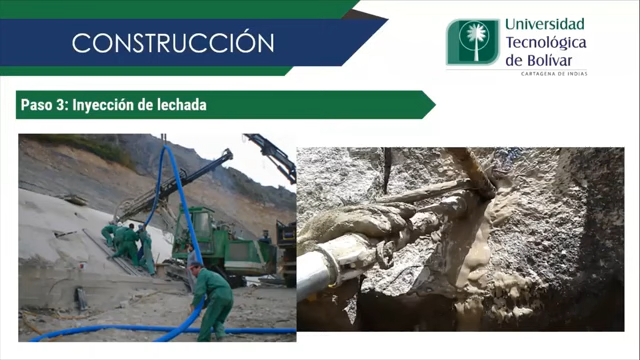 CONSTRUCCIÓN
Universidad
Tecnológica
de Bolívar
CARTAGENA DE INDIAS
Paso 3: Inyección de lechada